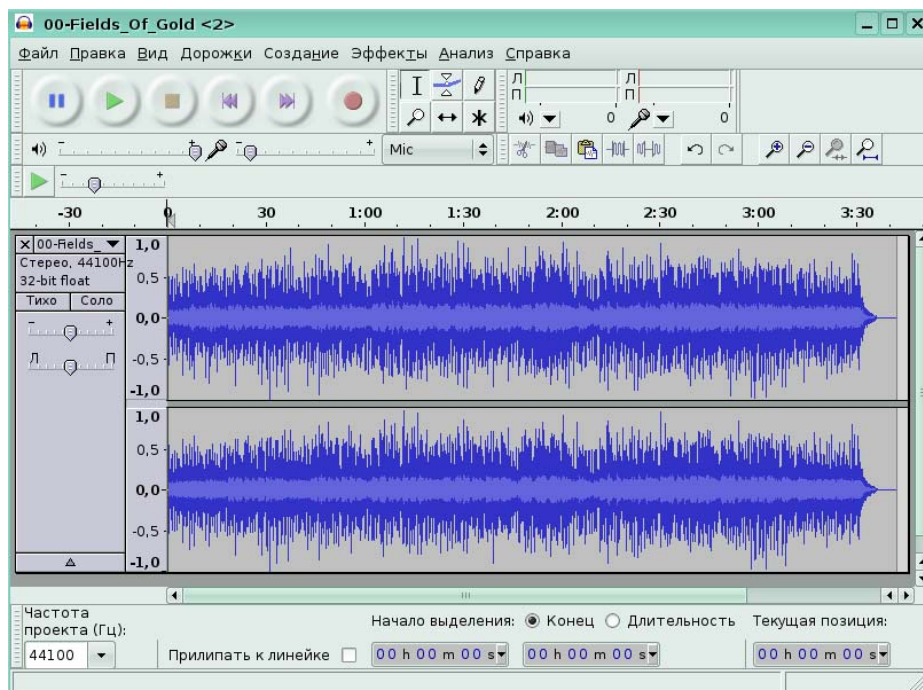 00-Fields_Of_Gold <2>
Файл Правка Вид Дорожки Создание Эффекты Анализ Справка
Л
П
Л
П
0
0
- + - + Mic
- +
-30 0 30 1:00 1:30 2:00 2:30 3:00 3:30
00-Fields_
Стерео, 44100Hz
32-bit float
Тихо Соло
- +
Л П
1,0
0,5
0,0
-0,5
-1,0
1,0
0,5
0,0
-0,5
-1,0
Частота
проекта (Гц):
44100
Прилипать к линейке
Начало выделения: Конец Длительность Текущая позиция:
00 h 00 m 00 s 00 h 00 m 00 s 00 h 00 m 00 s